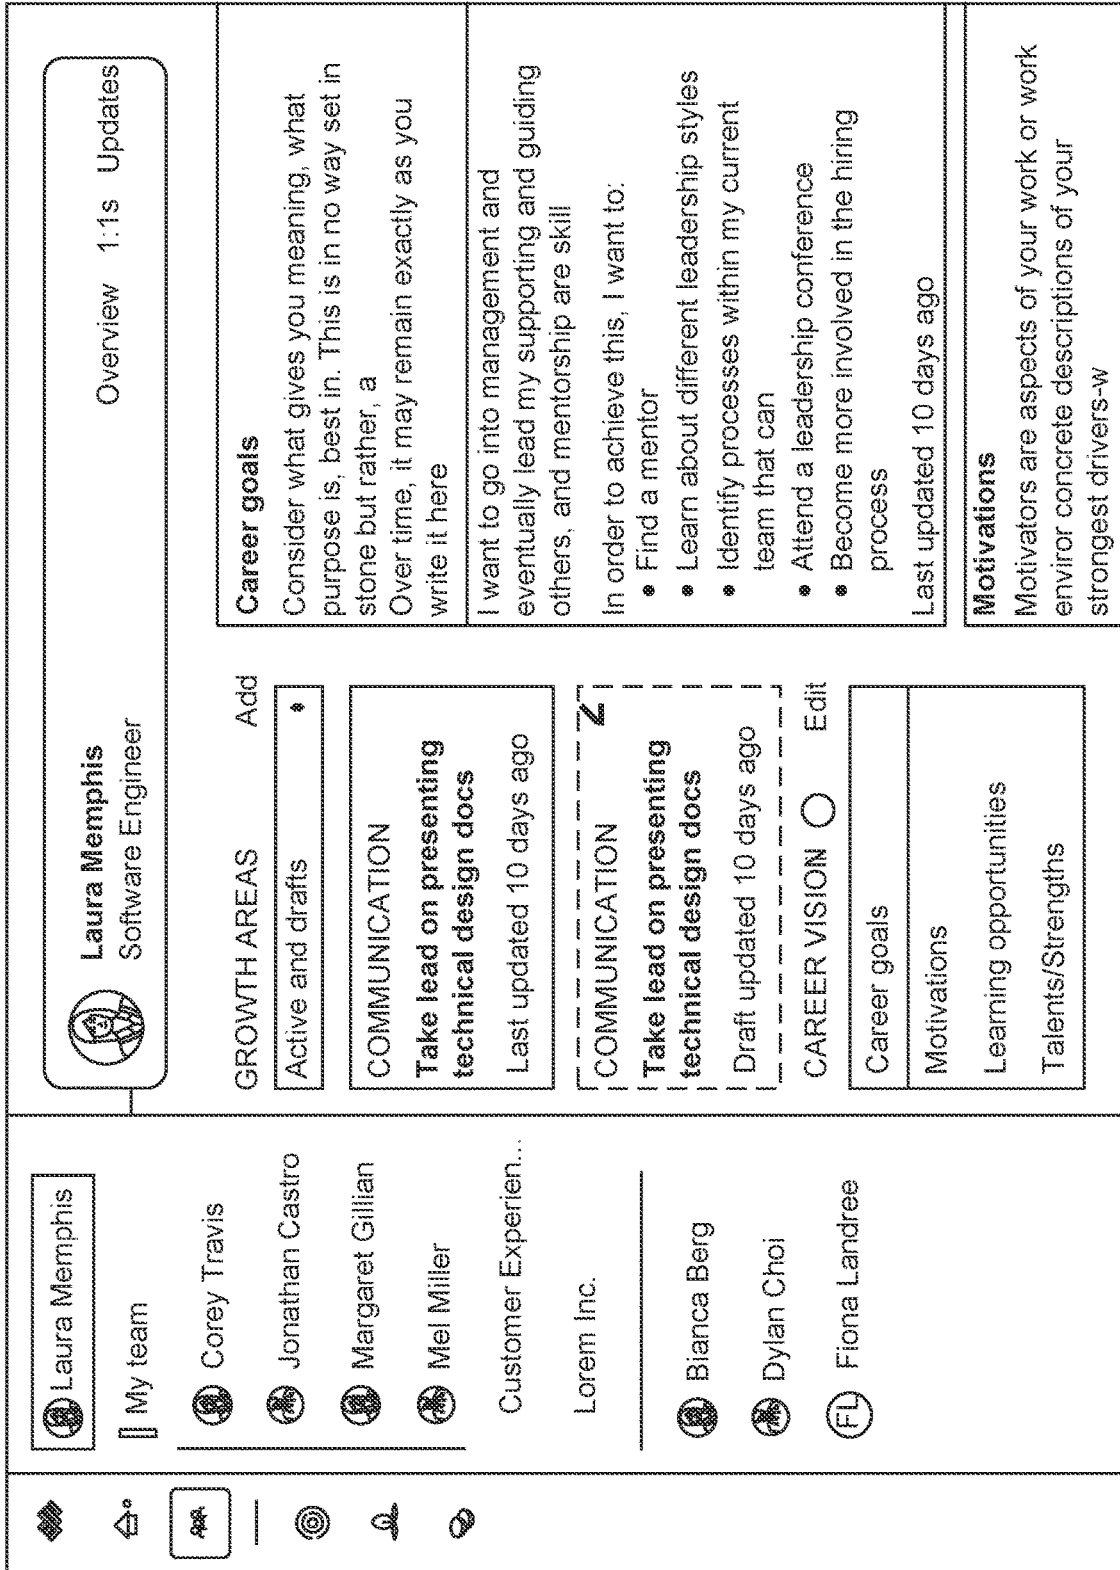 Laura Memphis
My team
Corey Travis
Jonathan Castro
Margaret Gillian
Mel Miller
Customer Experien...
Lorem Inc.
Bianca Berg
Dylan Choi
FL Fiona Landree
Laura Memphis
Software Engineer
Overview 1:1s Updates
GROWTH AREAS Add
Active and drafts
COMMUNICATION
Take lead on presenting
technical design docs
Last updated 10 days ago
COMMUNICATION
Take lead on presenting
technical design docs
Draft updated 10 days ago
CAREER VISION Edit
Career goals
Motivations
Learning opportunities
Talents/Strengths
Career goals
Consider what gives you meaning, what
purpose is, best in. This is in no way set in
stone but rather, a
Over time, it may remain exactly as you
write it here
I want to go into management and
eventually lead my supporting and guiding
others, and mentorship are skill
In order to achieve this, I want to:
• Find a mentor
• Learn about different leadership styles
• Identify processes within my current
team that can
• Attend a leadership conference
• Become more involved in the hiring
process
Last updated 10 days ago
Motivations
Motivators are aspects of your work or work
environ concrete descriptions of your
strongest drivers-w